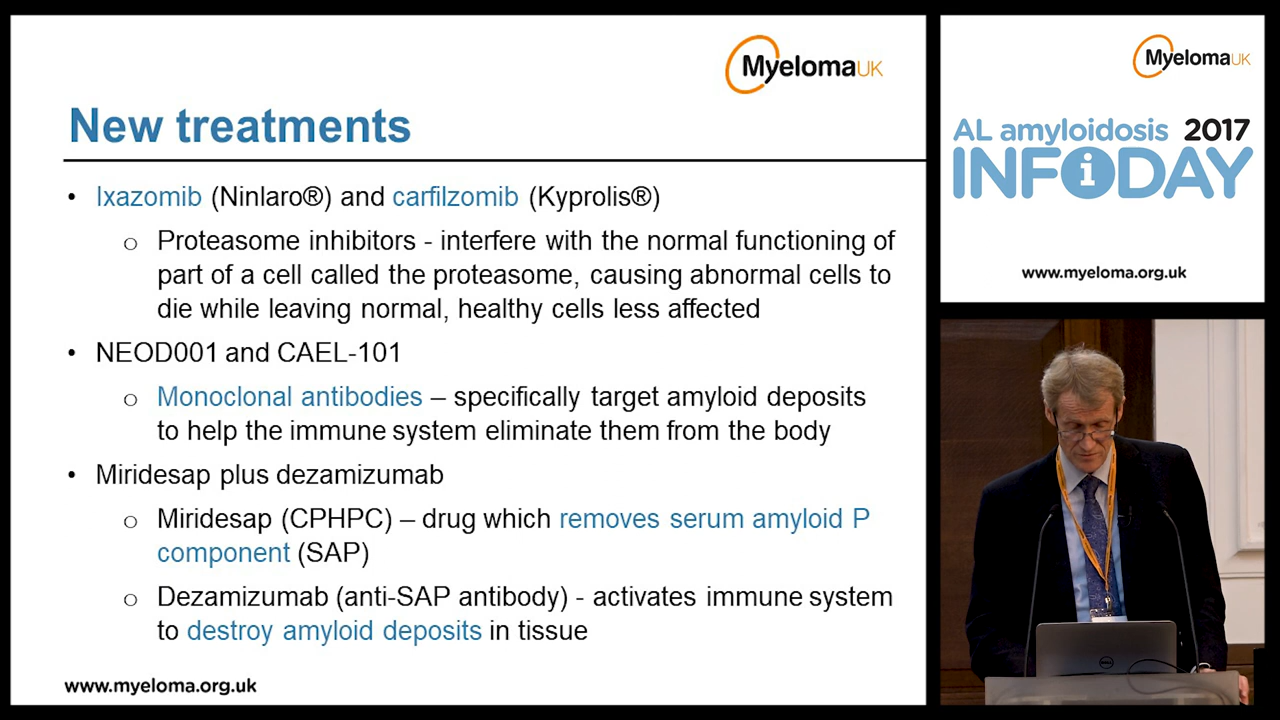 MyelomaUK
New treatments
• Ixazomib (Ninlaro®) and carfilzomib (Kyprolis®)
o Proteasome inhibitors - interfere with the normal functioning of
part of a cell called the proteasome, causing abnormal cells to
die while leaving normal, healthy cells less affected
• NEOD001 and CAEL-101
o Monoclonal antibodies – specifically target amyloid deposits
to help the immune system eliminate them from the body
• Miridesap plus dezamizumab
o Miridesap (CPHPC) – drug which removes serum amyloid P
component (SAP)
o Dezamizumab (anti-SAP antibody) - activates immune system
to destroy amyloid deposits in tissue
www.myeloma.org.uk
MyelomaUK
AL amyloidosis 2017
INFODAY
www.myeloma.org.uk
DELL